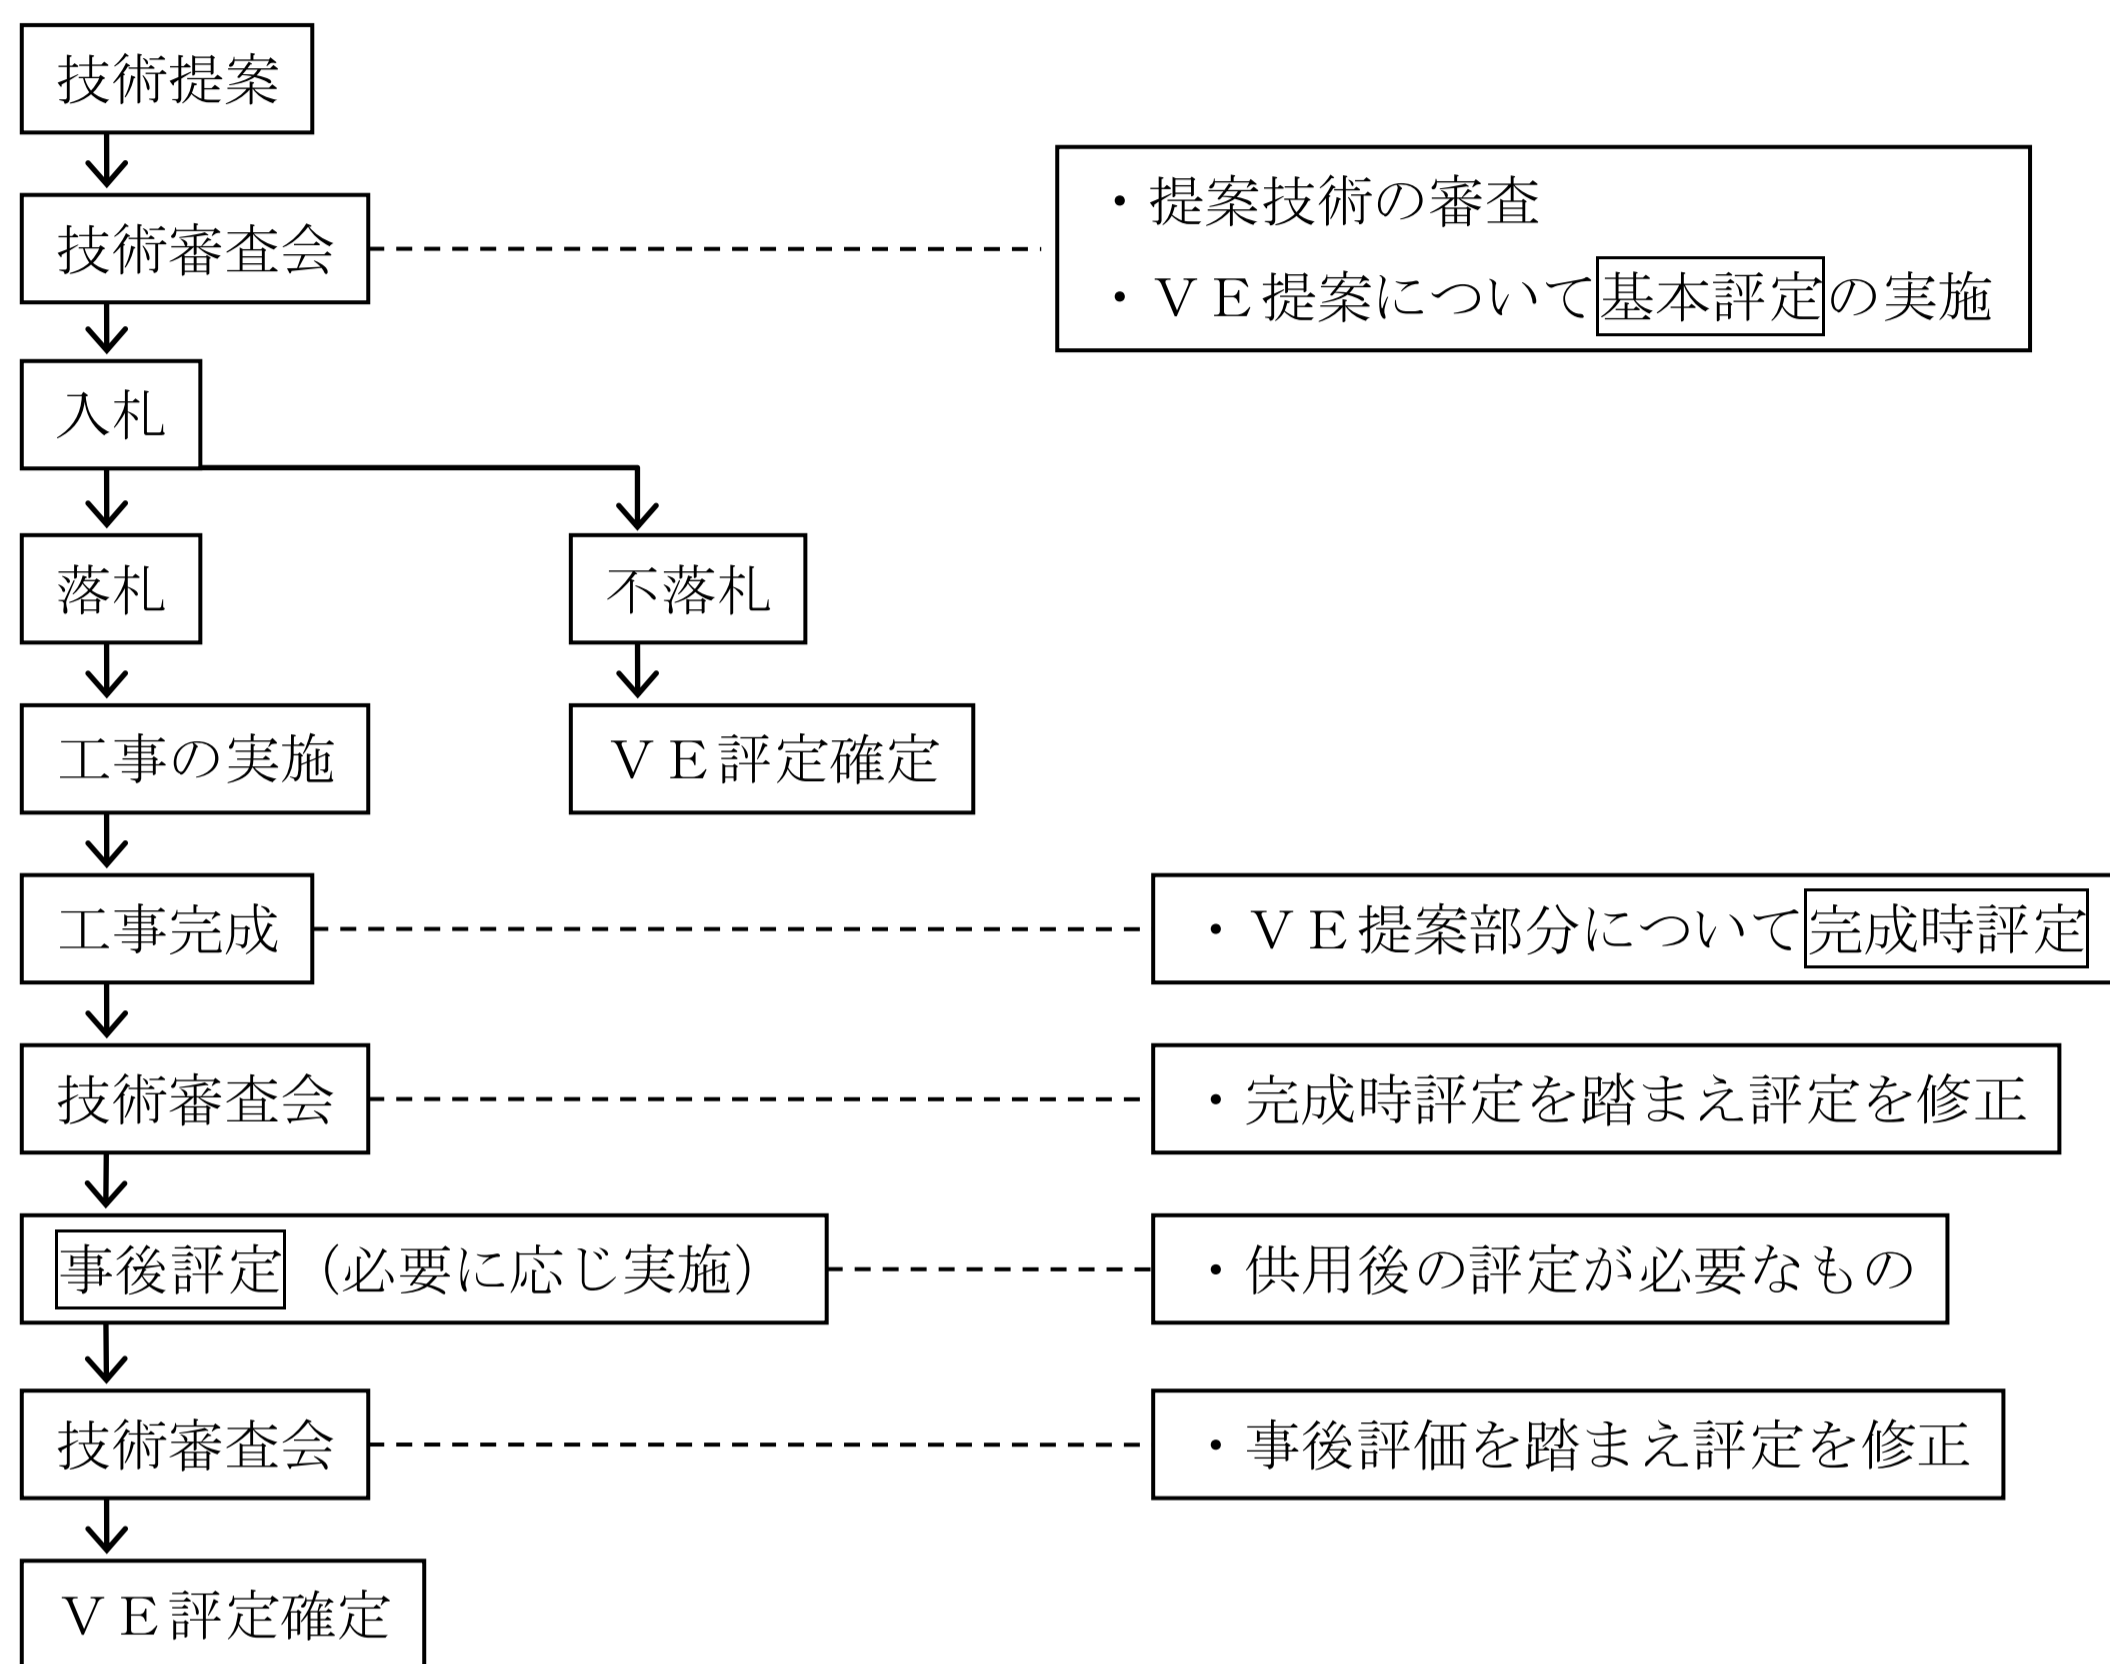 技術提案
技術審査会
・提案技術の審査
・ＶＥ提案について基本評定の実施
入札
落札
不落札
工事の実施
ＶＥ評定確定
工事完成
・ＶＥ提案部分について完成時評定
技術審査会
・完成時評定を踏まえ評定を修正
事後評定（必要に応じ実施）
・供用後の評定が必要なもの
技術審査会
・事後評価を踏まえ評定を修正
ＶＥ評定確定